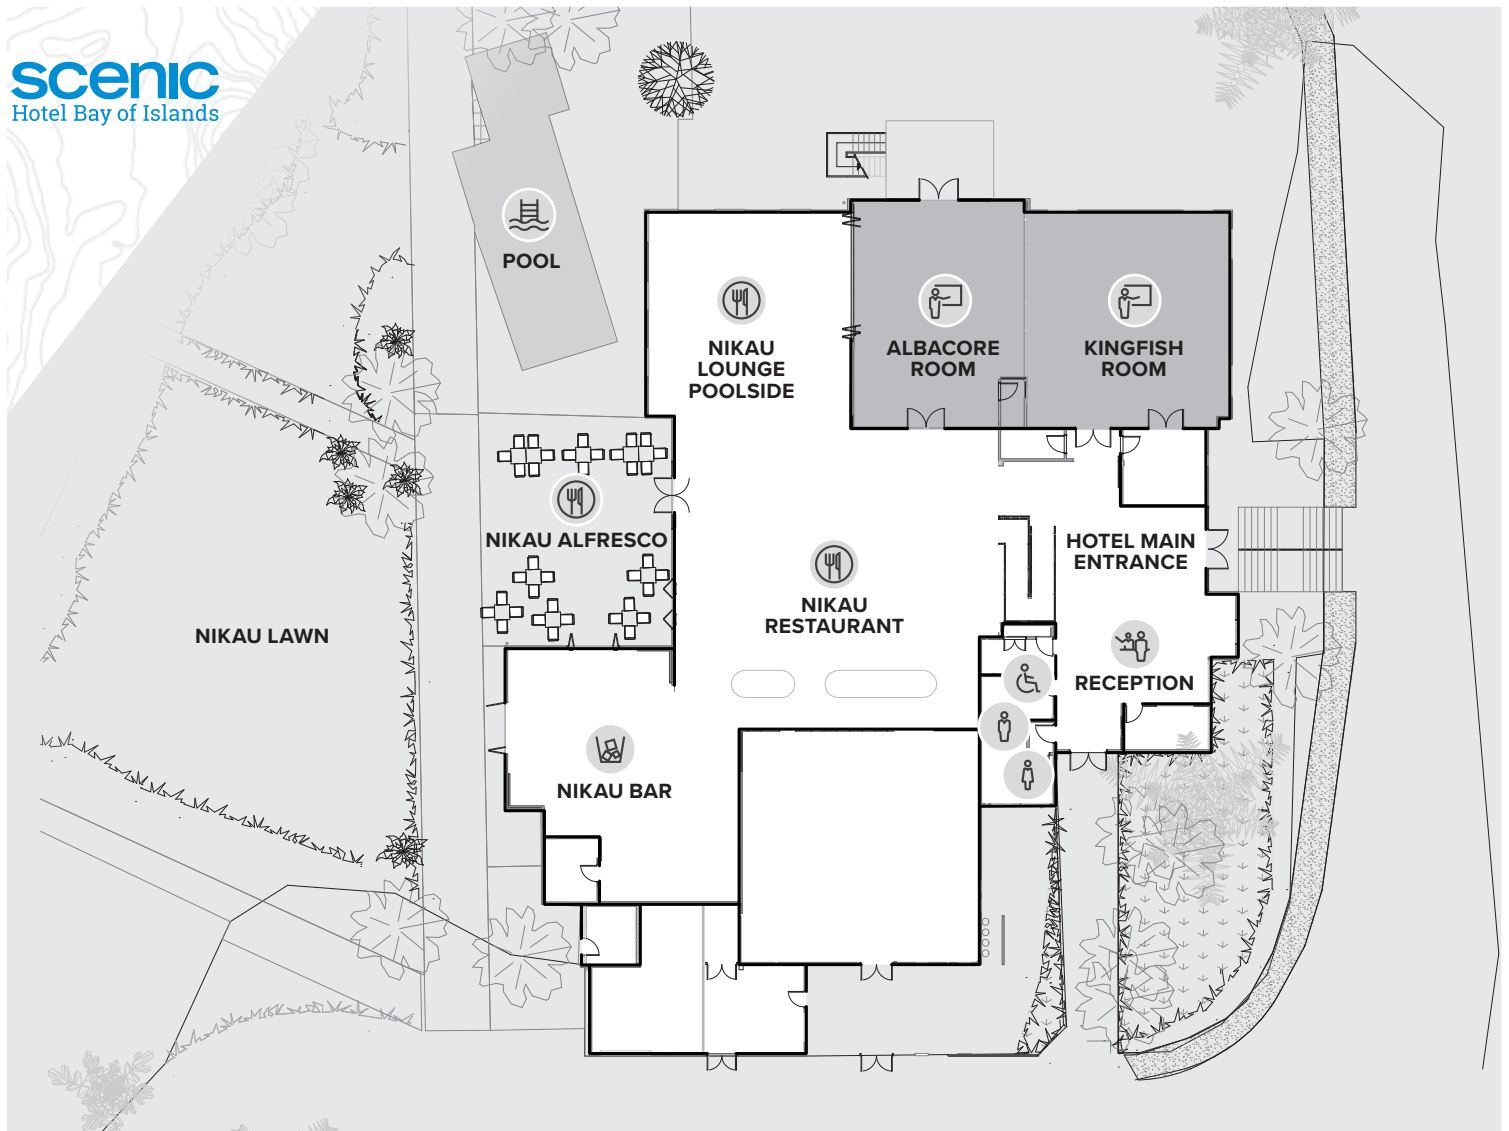 scenic
Hotel Bay of Islands
POOL
NIKAU
LOUNGE
POOLSIDE
ALBACORE
ROOM
KINGFISH
ROOM
NIKAU ALFRESCO
HOTEL MAIN
ENTRANCE
NIKAU
RESTAURANT
NIKAU LAWN
RECEPTION
NIKAU BAR